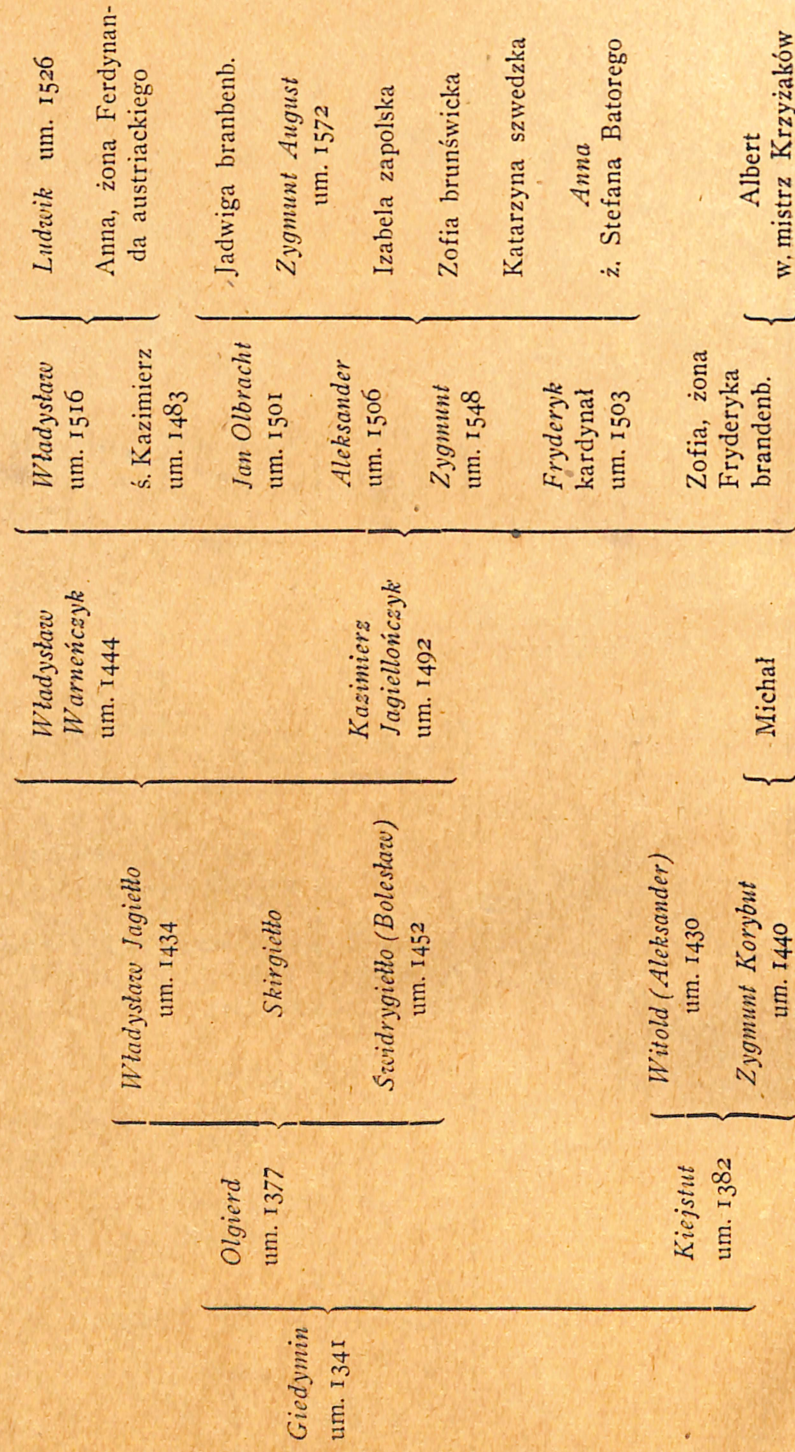 Giedymin
um. 1341
Olgierd
um. 1377
Kiejstut
um. 1382
Władysław Jagiełło
um. 1434
Skirgiełło
Świdrygiełło (Bolesław)
um. 1452
Witold (Aleksander)
um. 1430
Zygmunt Korybut
um. 1440
Władysław
Warneńczyk
um. 1444
Kazimierz
Jagiellończyk
um. 1492
Michał
Władysław
um. 1516
ś. Kazimierz
um. 1483
Jan Olbracht
um. 1501
Aleksander
um. 1506
Zygmunt
um. 1548
Fryderyk
kardynał
um. 1503
Zofia, żona
Fryderyka
brandenb.
Ludwik um. 1526
Anna, żona Ferdynan-
da austriackiego
Jadwiga branbenb.
Zygmunt August
um. 1572
Izabela zapolska
Zofia brunświcka
Katarzyna szwedzka
Anna
ż. Stefana Batorego
Albert
w. mistrz Krzyżaków